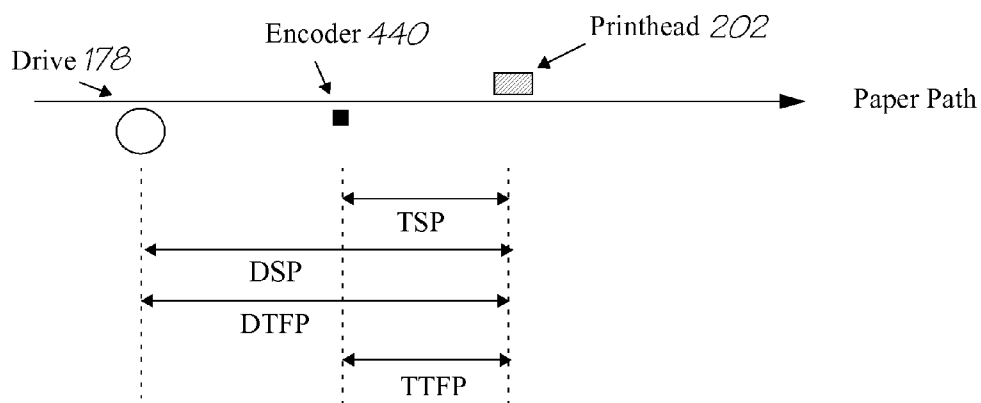 Printhead 202
Encoder 440
Drive 178
Paper Path
TSP
DSP
DTFP
TTFP